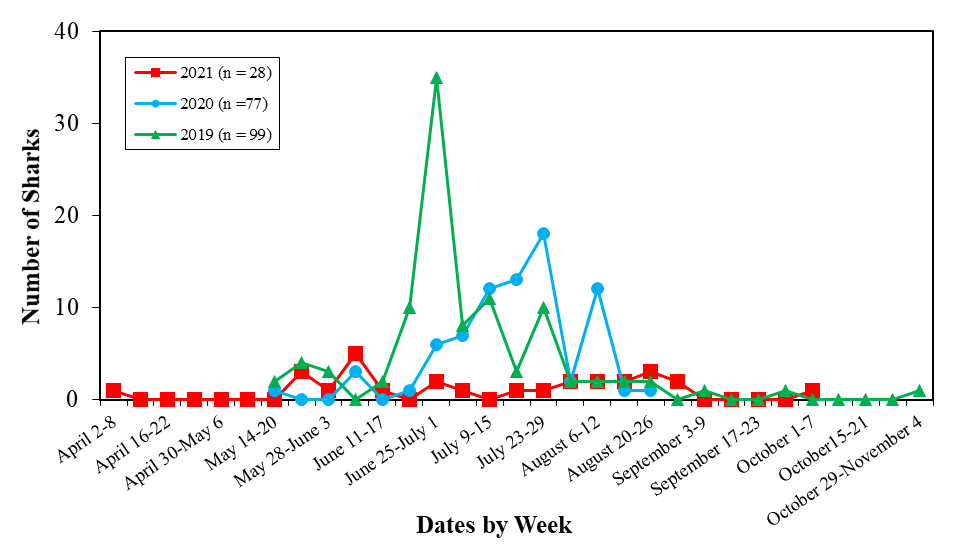 40
30
20
10
0
Number of Sharks
2021 (n = 28)
2020 (n =77)
2019 (n = 99)
April 2-8
April 16-22
April 30-May 6
May 14-20
May 28-June 3
June 11-17
June 25-July 1
July 9-15
July 23-29
August 6-12
August 20-26
September 3-9
September 17-23
October 1-7
October15-21
October 29-November 4
Dates by Week